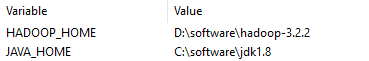 Variable Value
HADOOP_HOME D:\software\hadoop-3.2.2
JAVA_HOME C:\software\jdk1.8